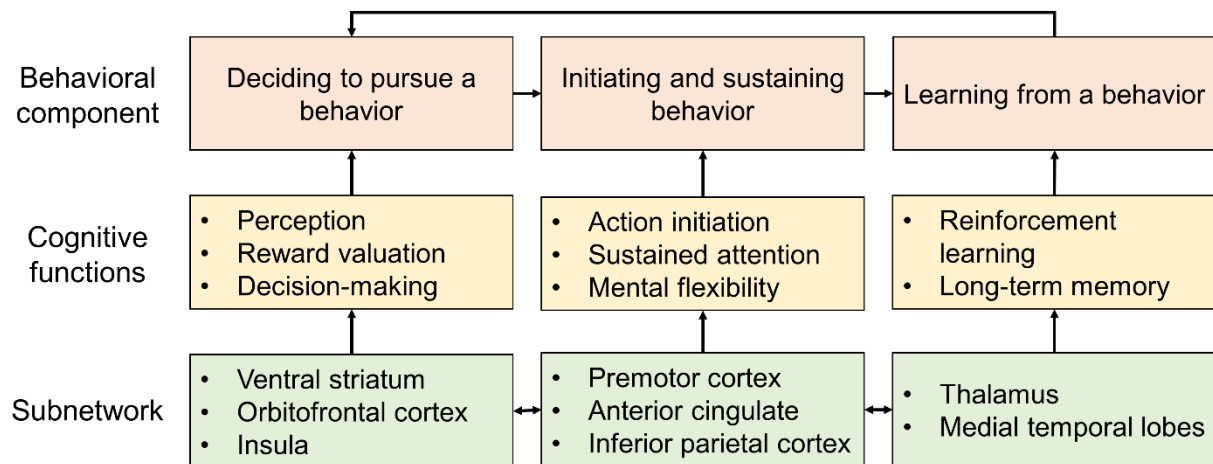 Behavioral
component
Deciding to pursue a
behavior
Initiating and sustaining
behavior
Learning from a behavior
Cognitive
functions
• Perception
• Reward valuation
• Decision-making
• Action initiation
• Sustained attention
• Mental flexibility
• Reinforcement
learning
• Long-term memory
Subnetwork
• Ventral striatum
• Orbitofrontal cortex
• Insula
• Premotor cortex
• Anterior cingulate
• Inferior parietal cortex
• Thalamus
• Medial temporal lobes